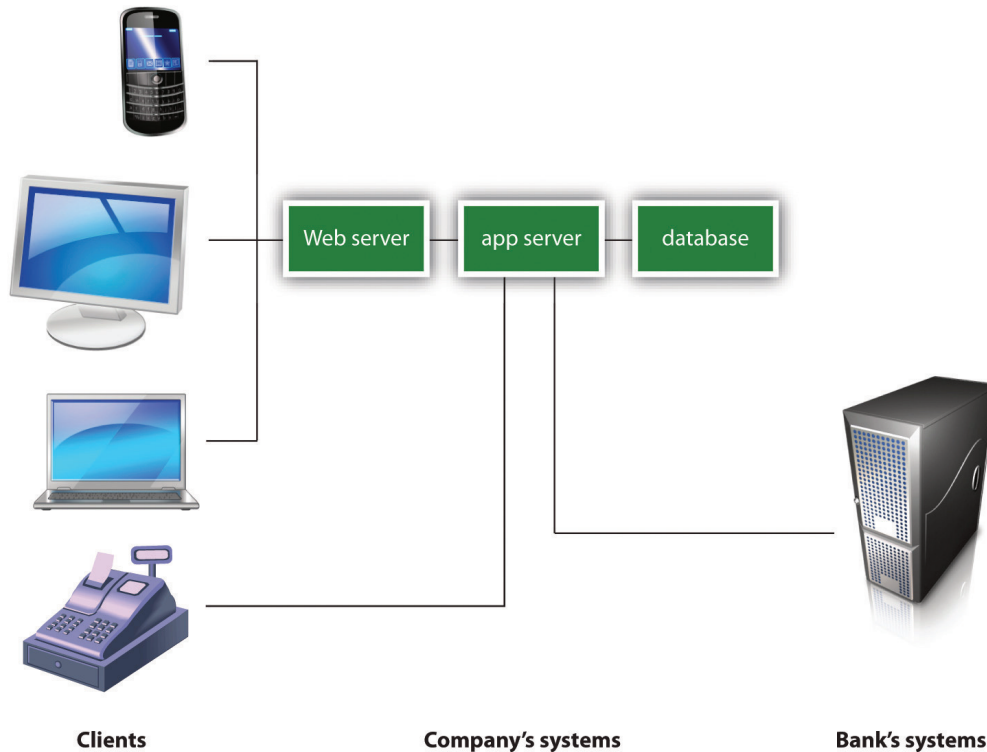 Web server
app server
database
Clients
Company's systems
Bank's systems